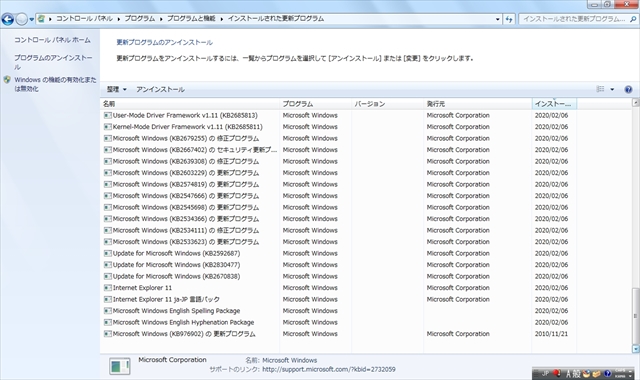 コントロール パネル ▸ プログラム ▸ プログラムと機能 ▸ インストールされた更新プログラム
インストールされた更新プログラム...
コントロール パネル ホーム
プログラムのアンインストール
Windows の機能の有効化または無効化
更新プログラムのアンインストール
更新プログラムをアンインストールするには、一覧からプログラムを選択して [アンインストール] または [変更] をクリックします。
整理 アンインストール
名前 プログラム バージョン 発行元 インストー...
User-Mode Driver Framework v1.11 (KB2685813) Microsoft Windows Microsoft Corporation 2020/02/06
Kernel-Mode Driver Framework v1.11 (KB2685811) Microsoft Windows Microsoft Corporation 2020/02/06
Microsoft Windows (KB2679255) の 修正プログラム Microsoft Windows Microsoft Corporation 2020/02/06
Microsoft Windows (KB2667402) の セキュリティ更新プ... Microsoft Windows Microsoft Corporation 2020/02/06
Microsoft Windows (KB2639308) の 修正プログラム Microsoft Windows Microsoft Corporation 2020/02/06
Microsoft Windows (KB2603229) の 更新プログラム Microsoft Windows Microsoft Corporation 2020/02/06
Microsoft Windows (KB2574819) の 更新プログラム Microsoft Windows Microsoft Corporation 2020/02/06
Microsoft Windows (KB2547666) の 更新プログラム Microsoft Windows Microsoft Corporation 2020/02/06
Microsoft Windows (KB2545698) の 更新プログラム Microsoft Windows Microsoft Corporation 2020/02/06
Microsoft Windows (KB2534366) の 更新プログラム Microsoft Windows Microsoft Corporation 2020/02/06
Microsoft Windows (KB2534111) の 修正プログラム Microsoft Windows Microsoft Corporation 2020/02/06
Microsoft Windows (KB2533623) の 更新プログラム Microsoft Windows Microsoft Corporation 2020/02/06
Update for Microsoft Windows (KB2592687) Microsoft Windows Microsoft Corporation 2020/02/06
Update for Microsoft Windows (KB2830477) Microsoft Windows Microsoft Corporation 2020/02/06
Update for Microsoft Windows (KB2670838) Microsoft Windows Microsoft Corporation 2020/02/06
Internet Explorer 11 Microsoft Windows Microsoft Corporation 2020/02/06
Internet Explorer 11 ja-JP 言語パック Microsoft Windows Microsoft Corporation 2020/02/06
Microsoft Windows English Spelling Package Microsoft Windows 2020/02/06
Microsoft Windows English Hyphenation Package Microsoft Windows 2020/02/06
Microsoft Windows (KB976902) の 更新プログラム Microsoft Windows Microsoft Corporation 2010/11/21
Microsoft Corporation 名前: Microsoft Windows
サポートのリンク: http://support.microsoft.com/?kbid=2732059
JP A 般